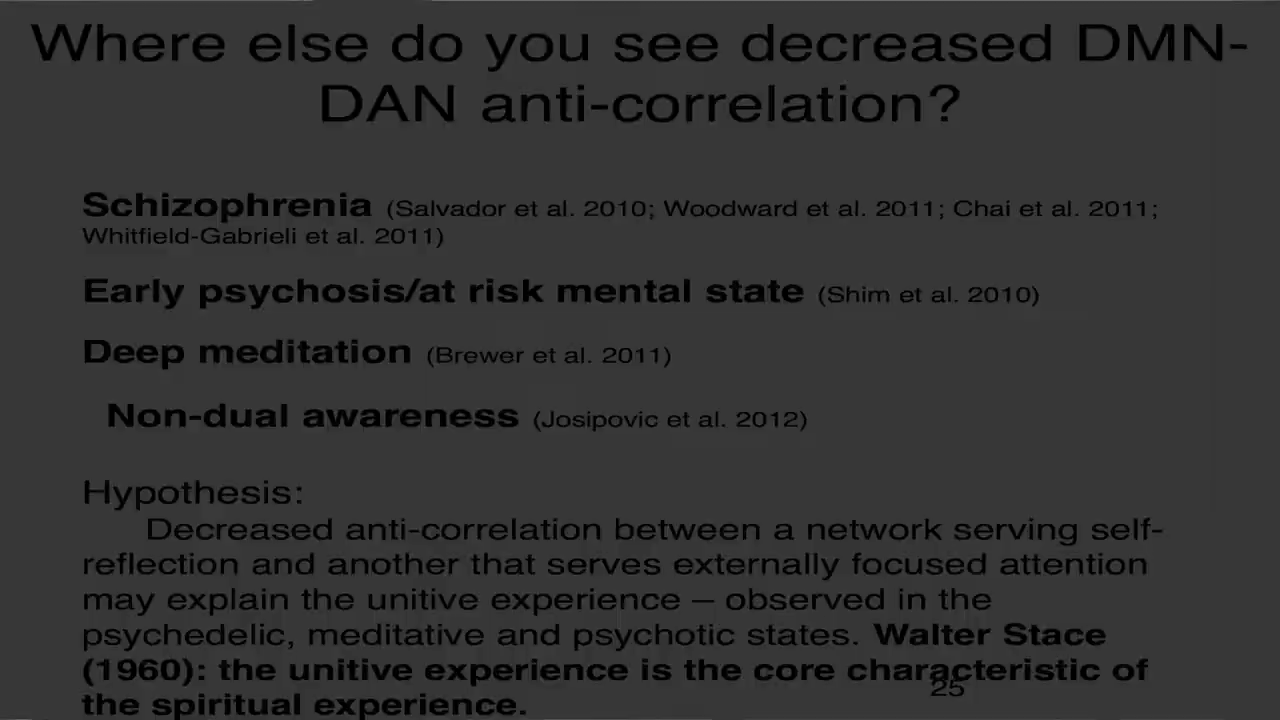 Where else do you see decreased DMN-
DAN anti-correlation?
Schizophrenia (Salvador et al. 2010; Woodward et al. 2011; Chai et al. 2011;
Whitfield-Gabrieli et al. 2011)
Early psychosis/at risk mental state (Shim et al. 2010)
Deep meditation (Brewer et al. 2011)
Non-dual awareness (Josipovic et al. 2012)
Hypothesis:
Decreased anti-correlation between a network serving self-
reflection and another that serves externally focused attention
may explain the unitive experience – observed in the
psychedelic, meditative and psychotic states. Walter Stace
(1960): the unitive experience is the core characteristic of
the spiritual experience.
25